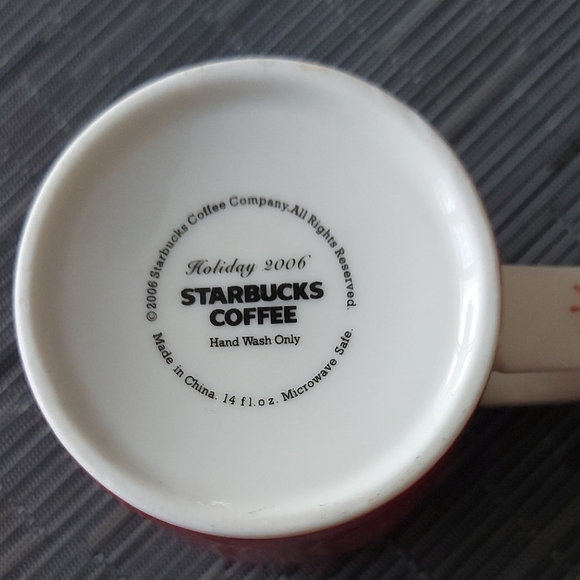 ©2006 Starbucks Coffee Company. All Rights Reserved.
Holiday 2006
STARBUCKS
COFFEE
Hand Wash Only
Made in China. 14 fl.oz. Microwave Safe.